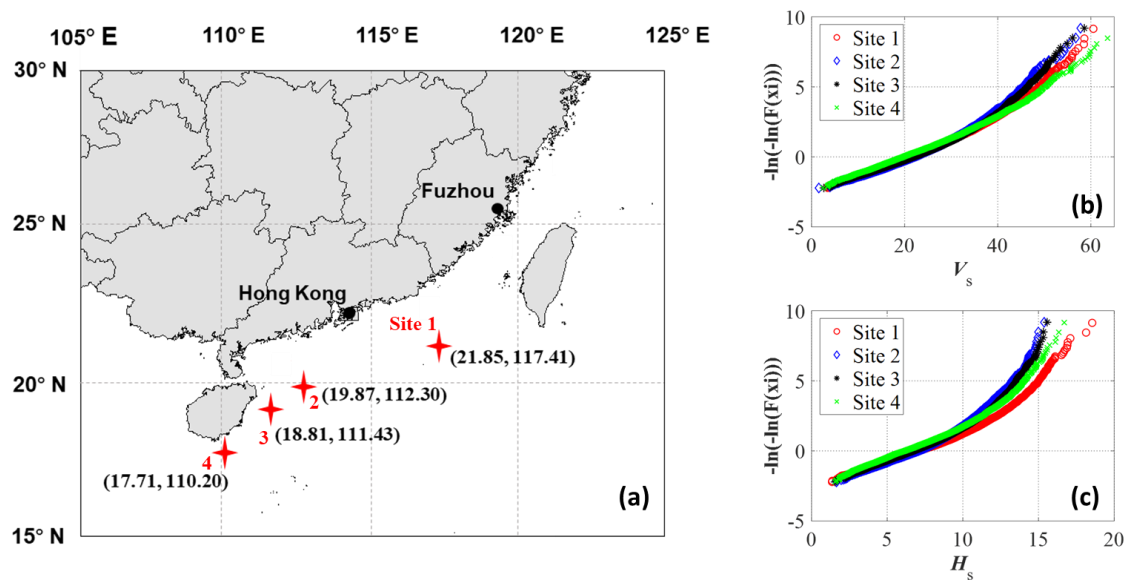 105° E
110° E
115° E
120° E
125° E
30° N
25° N
20° N
15° N
Fuzhou
Hong Kong
Site 1
(21.85, 117.41)
2
(19.87, 112.30)
3
(18.81, 111.43)
4
(17.71, 110.20)
(a)
10
5
0
-5
-ln(-ln(F(xi)))
Site 1
Site 2
Site 3
Site 4
(b)
0
20
40
60
Vs
10
5
0
-5
-ln(-ln(F(xi)))
Site 1
Site 2
Site 3
Site 4
(c)
0
5
10
15
20
Hs